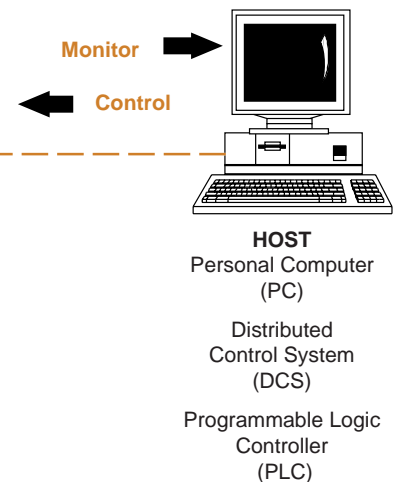 Monitor
Control
HOST
Personal Computer
(PC)
Distributed
Control System
(DCS)
Programmable Logic
Controller
(PLC)